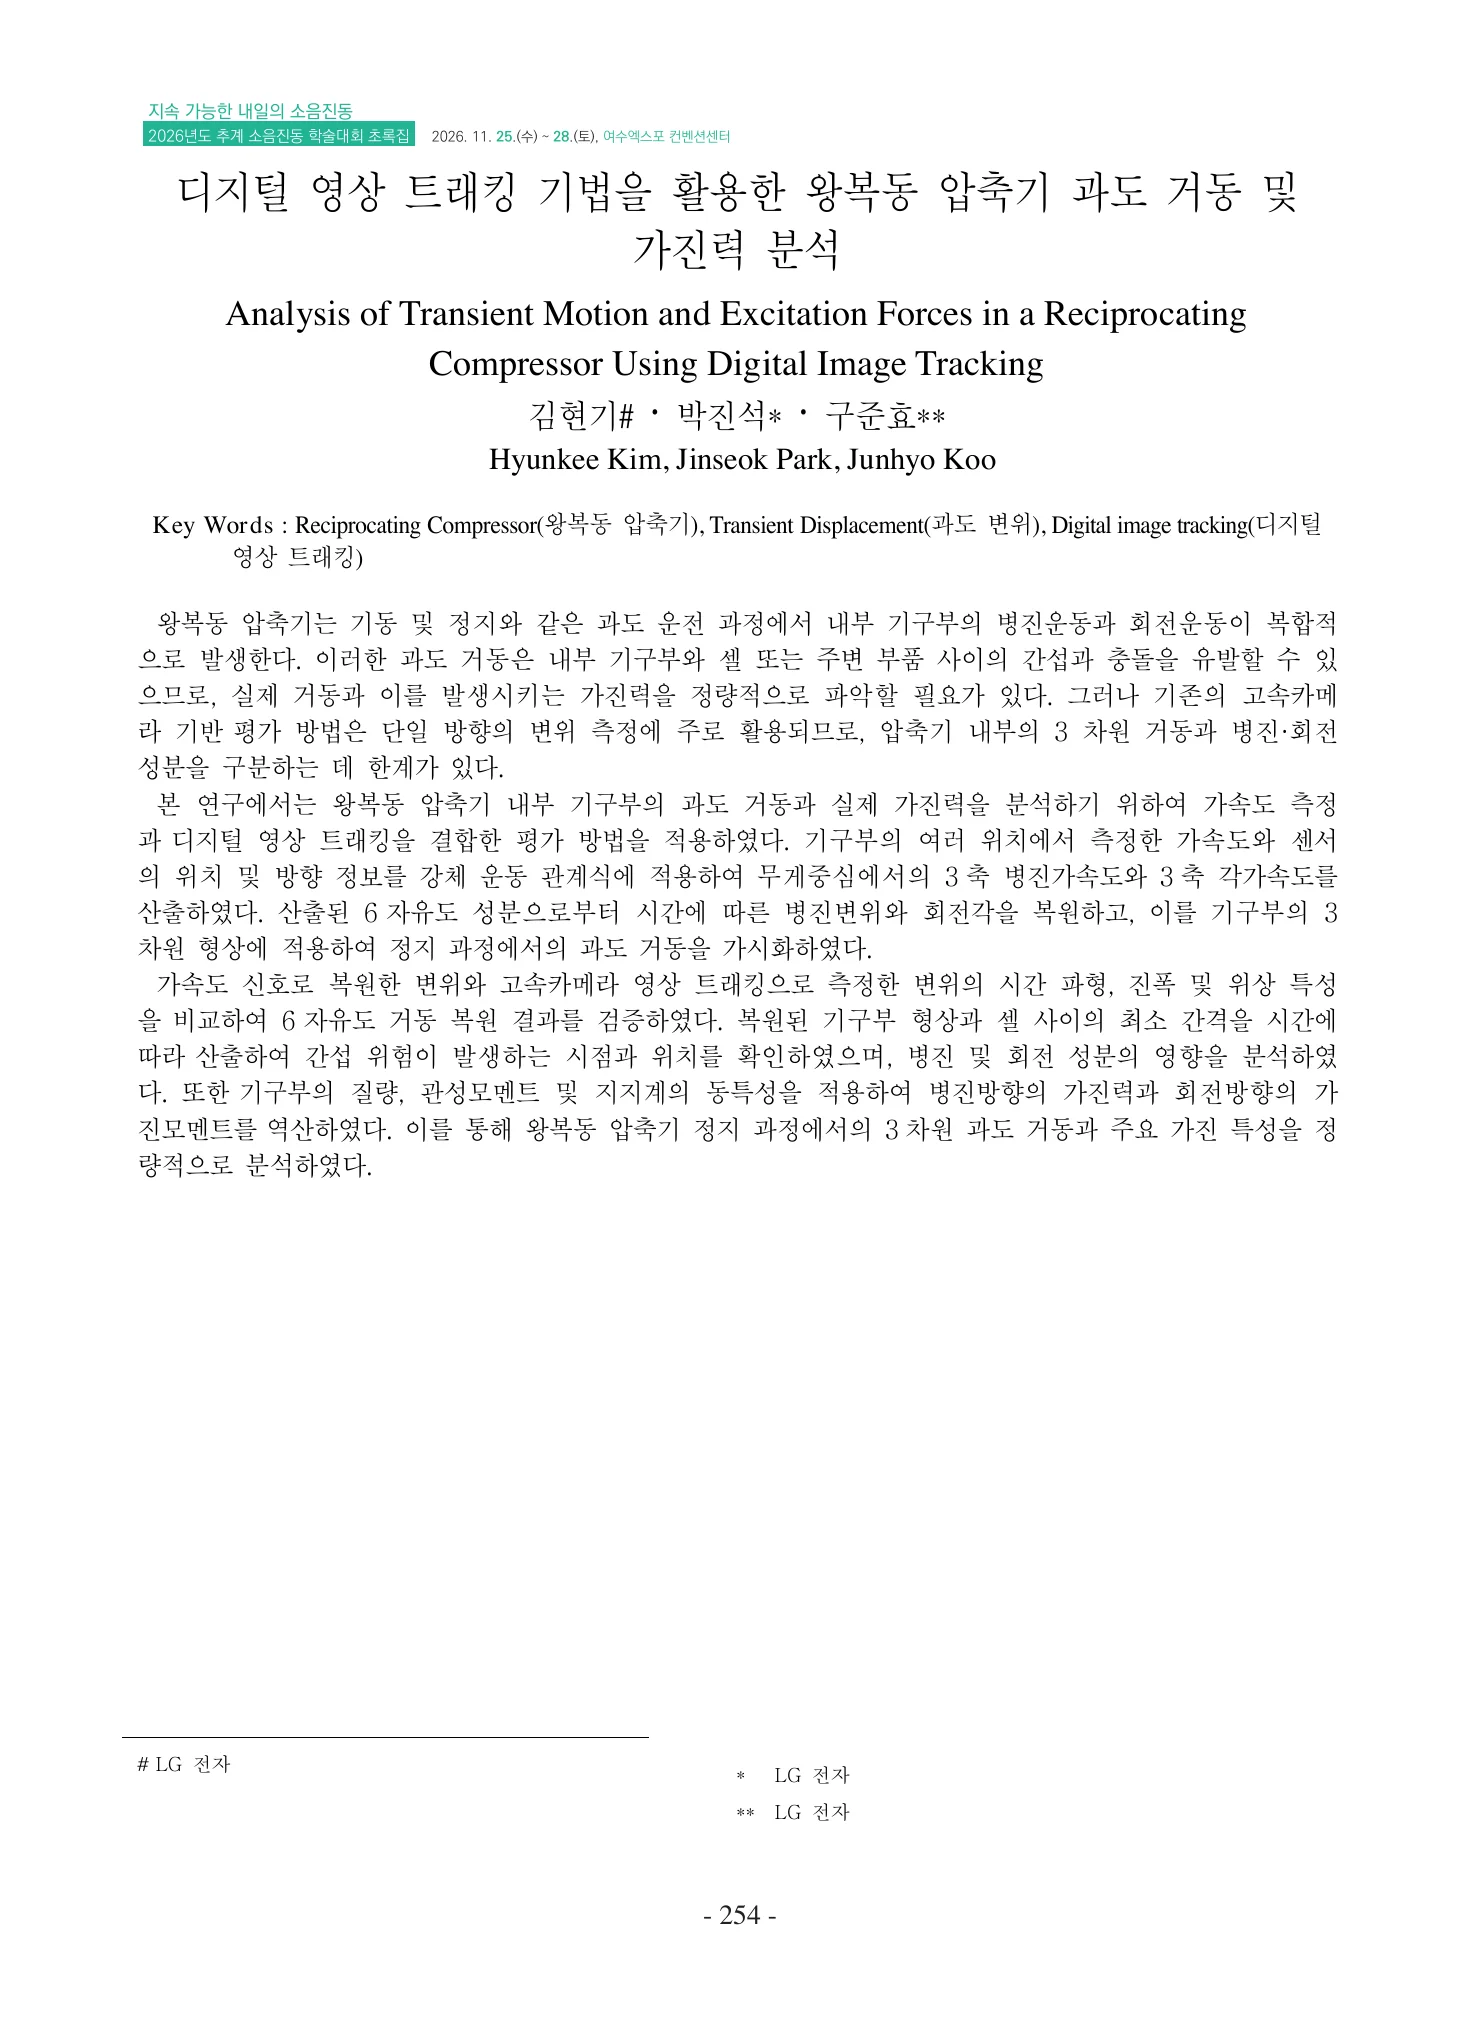 지속 가능한 내일의 소음진동
2026년도 추계 소음진동 학술대회 초록집 2026. 11. 25.(수) ~ 28.(토), 여수엑스포 컨벤션센터
디지털 영상 트래킹 기법을 활용한 왕복동 압축기 과도 거동 및
가진력 분석
Analysis of Transient Motion and Excitation Forces in a Reciprocating
Compressor Using Digital Image Tracking
김현기# · 박진석* · 구준효**
Hyunkee Kim, Jinseok Park, Junhyo Koo
Key Words : Reciprocating Compressor(왕복동 압축기), Transient Displacement(과도 변위), Digital image tracking(디지털
영상 트래킹)
왕복동 압축기는 기동 및 정지와 같은 과도 운전 과정에서 내부 기구부의 병진운동과 회전운동이 복합적
으로 발생한다. 이러한 과도 거동은 내부 기구부와 셸 또는 주변 부품 사이의 간섭과 충돌을 유발할 수 있
으므로, 실제 거동과 이를 발생시키는 가진력을 정량적으로 파악할 필요가 있다. 그러나 기존의 고속카메
라 기반 평가 방법은 단일 방향의 변위 측정에 주로 활용되므로, 압축기 내부의 3 차원 거동과 병진·회전
성분을 구분하는 데 한계가 있다.
본 연구에서는 왕복동 압축기 내부 기구부의 과도 거동과 실제 가진력을 분석하기 위하여 가속도 측정
과 디지털 영상 트래킹을 결합한 평가 방법을 적용하였다. 기구부의 여러 위치에서 측정한 가속도와 센서
의 위치 및 방향 정보를 강체 운동 관계식에 적용하여 무게중심에서의 3 축 병진가속도와 3 축 각가속도를
산출하였다. 산출된 6 자유도 성분으로부터 시간에 따른 병진변위와 회전각을 복원하고, 이를 기구부의 3
차원 형상에 적용하여 정지 과정에서의 과도 거동을 가시화하였다.
가속도 신호로 복원한 변위와 고속카메라 영상 트래킹으로 측정한 변위의 시간 파형, 진폭 및 위상 특성
을 비교하여 6 자유도 거동 복원 결과를 검증하였다. 복원된 기구부 형상과 셸 사이의 최소 간격을 시간에
따라 산출하여 간섭 위험이 발생하는 시점과 위치를 확인하였으며, 병진 및 회전 성분의 영향을 분석하였
다. 또한 기구부의 질량, 관성모멘트 및 지지계의 동특성을 적용하여 병진방향의 가진력과 회전방향의 가
진모멘트를 역산하였다. 이를 통해 왕복동 압축기 정지 과정에서의 3 차원 과도 거동과 주요 가진 특성을 정
량적으로 분석하였다.
# LG 전자
* LG 전자
** LG 전자
- 254 -